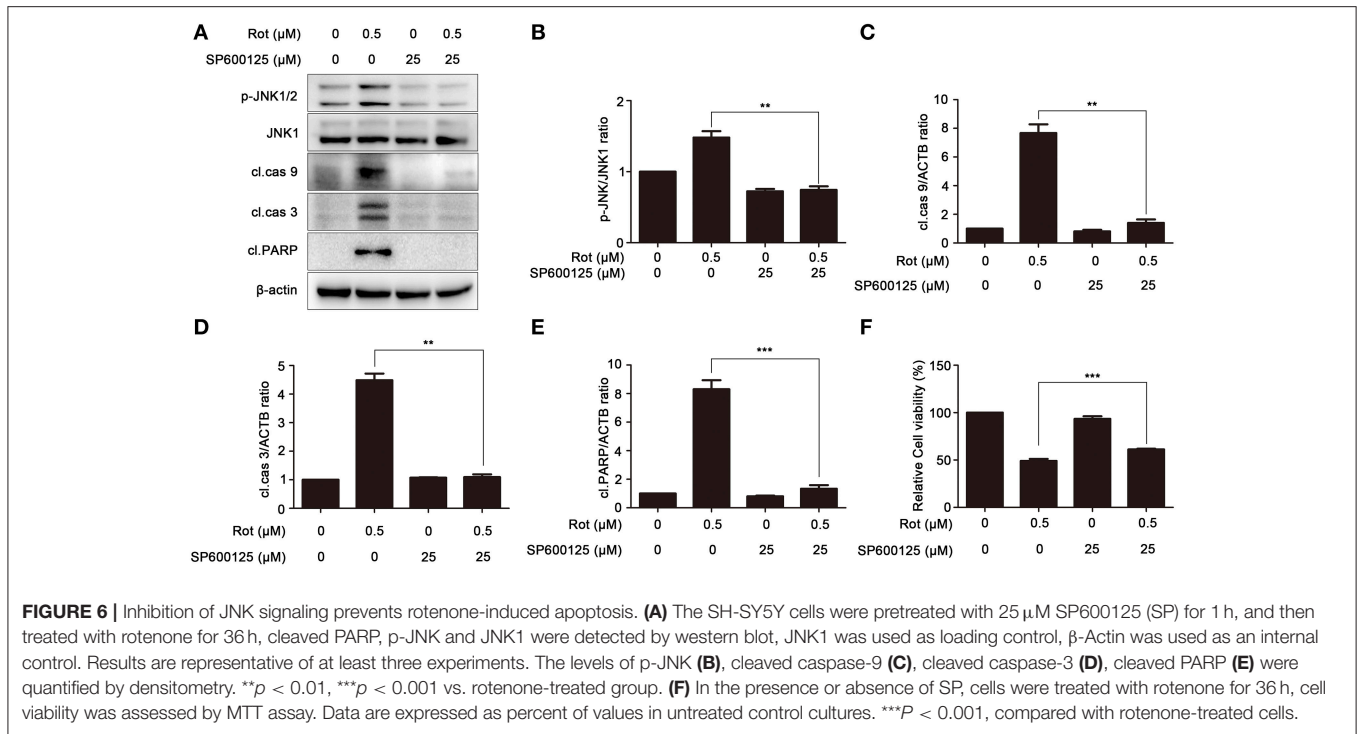 A
Rot (µM) 0 0.5 0 0.5
SP600125 (µM) 0 0 25 25
p-JNK1/2
JNK1
cl.cas 9
cl.cas 3
cl.PARP
β-actin
B
p-JNK/JNK1 ratio
2
1
0
**
Rot (µM) 0 0.5 0 0.5
SP600125 (µM) 0 0 25 25
C
cl.cas 9/ACTB ratio
10
8
6
4
2
0
**
Rot (µM) 0 0.5 0 0.5
SP600125 (µM) 0 0 25 25
D
cl.cas 3/ACTB ratio
5
4
3
2
1
0
**
Rot (µM) 0 0.5 0 0.5
SP600125 (µM) 0 0 25 25
E
cl.PARP/ACTB ratio
10
8
6
4
2
0
***
Rot (µM) 0 0.5 0 0.5
SP600125 (µM) 0 0 25 25
F
Relative Cell viability (%)
150
100
50
0
***
Rot (µM) 0 0.5 0 0.5
SP600125 (µM) 0 0 25 25
FIGURE 6 | Inhibition of JNK signaling prevents rotenone-induced apoptosis. (A) The SH-SY5Y cells were pretreated with 25 µM SP600125 (SP) for 1 h, and then
treated with rotenone for 36 h, cleaved PARP, p-JNK and JNK1 were detected by western blot, JNK1 was used as loading control, β-Actin was used as an internal
control. Results are representative of at least three experiments. The levels of p-JNK (B), cleaved caspase-9 (C), cleaved caspase-3 (D), cleaved PARP (E) were
quantified by densitometry. **p < 0.01, ***p < 0.001 vs. rotenone-treated group. (F) In the presence or absence of SP, cells were treated with rotenone for 36 h, cell
viability was assessed by MTT assay. Data are expressed as percent of values in untreated control cultures. ***P < 0.001, compared with rotenone-treated cells.